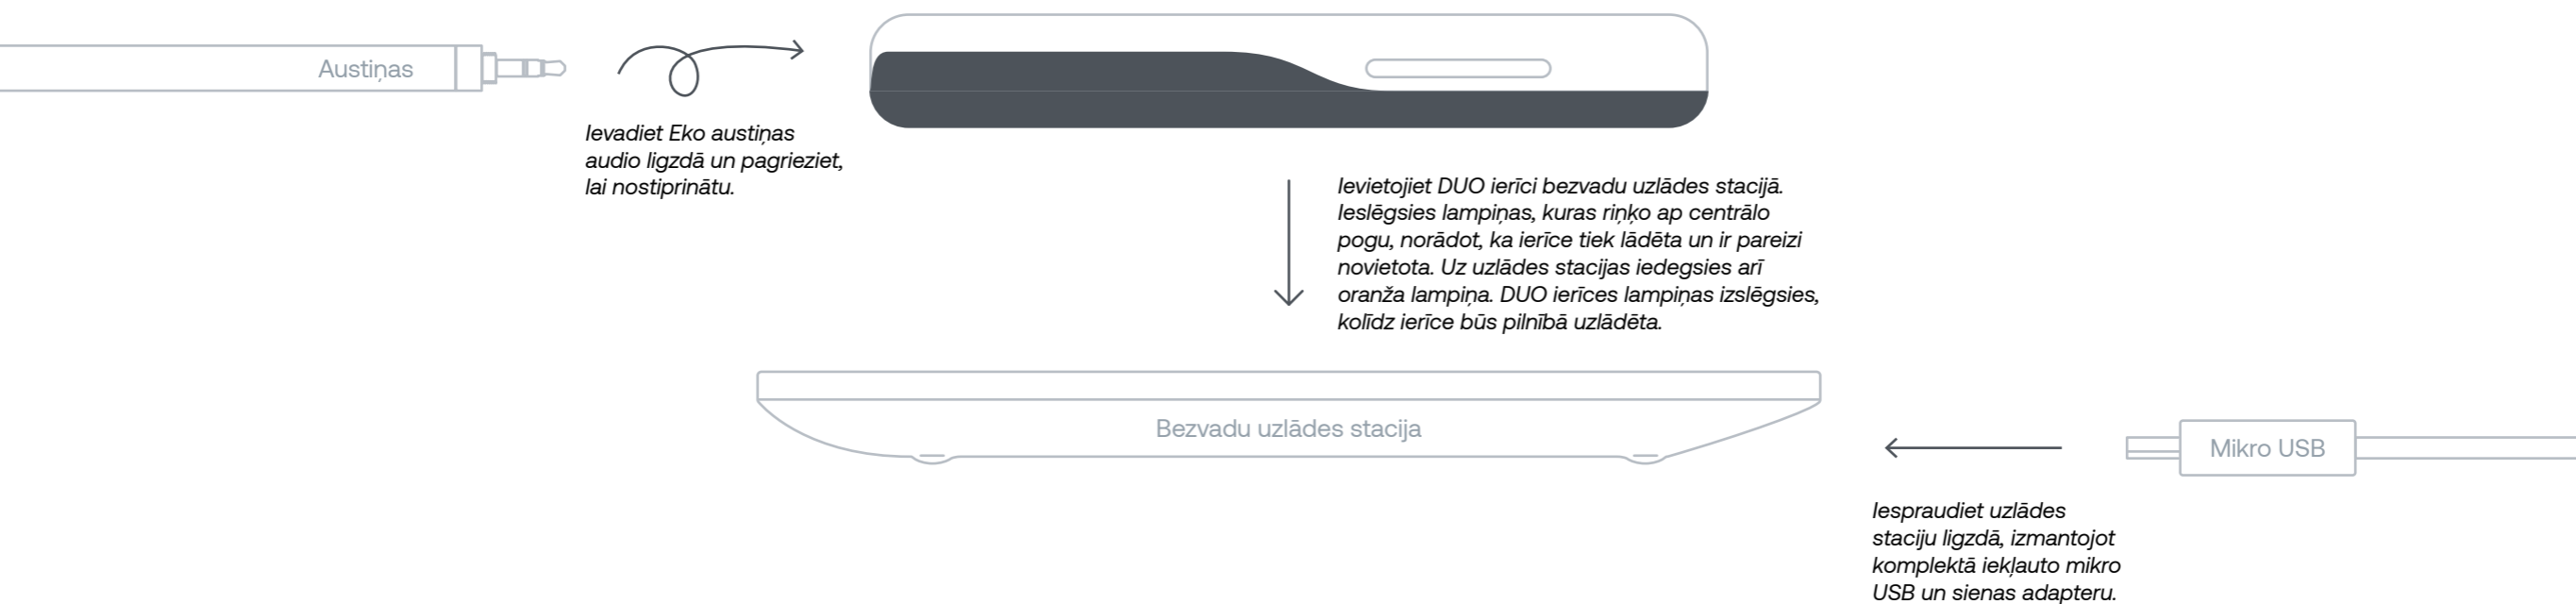 Austiņas
Ievadiet Eko austiņas
audio ligzdā un pagrieziet,
lai nostiprinātu.
Ievietojiet DUO ierīci bezvadu uzlādes stacijā.
Ieslēgsies lampiņas, kuras riņķo ap centrālo
pogu, norādot, ka ierīce tiek lādēta un ir pareizi
novietota. Uz uzlādes stacijas iedegsies arī
oranža lampiņa. DUO ierīces lampiņas izslēgsies,
kolīdz ierīce būs pilnībā uzlādēta.
Bezvadu uzlādes stacija
Mikro USB
Iespraudiet uzlādes
staciju ligzdā, izmantojot
komplektā iekļauto mikro
USB un sienas adapteru.